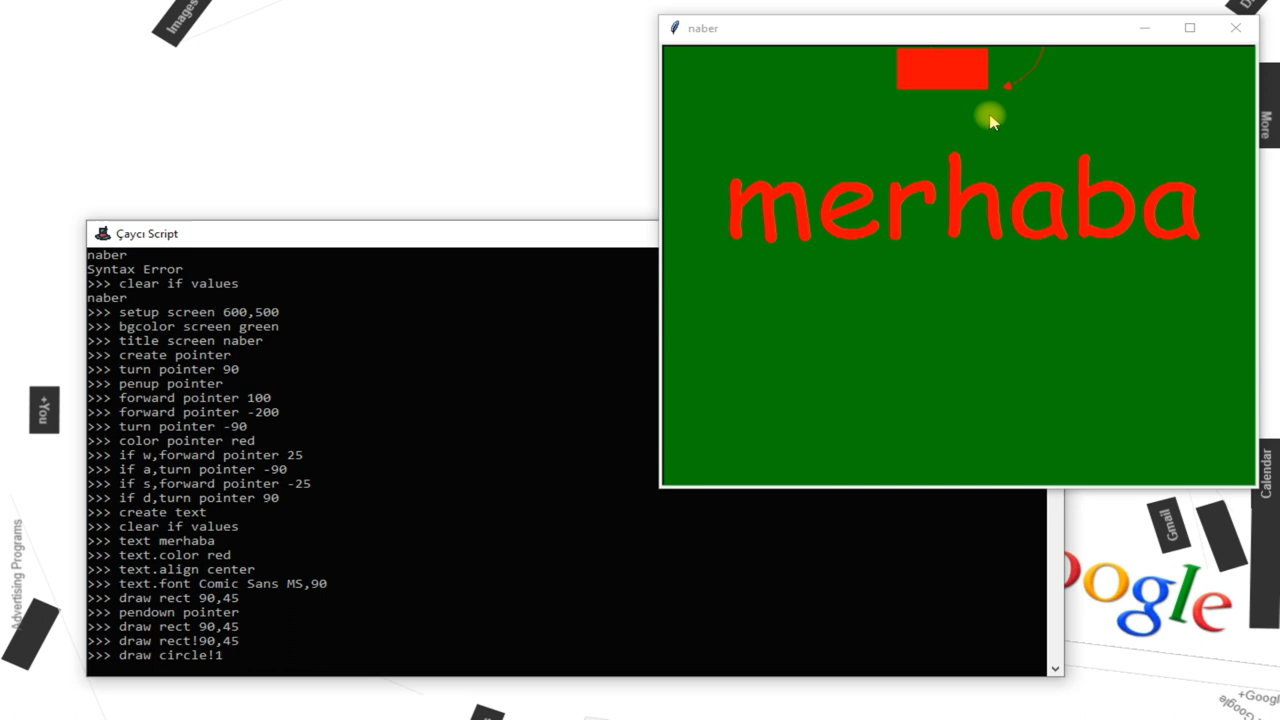 Images
naber
More
merhaba
Çaycı Script
naber
Syntax Error
>>> clear if values
naber
>>> setup screen 600,500
>>> bgcolor screen green
>>> title screen naber
>>> create pointer
>>> turn pointer 90
>>> penup pointer
>>> forward pointer 100
>>> forward pointer -200
>>> turn pointer -90
>>> color pointer red
>>> if w,forward pointer 25
>>> if a,turn pointer -90
>>> if s,forward pointer -25
>>> if d,turn pointer 90
>>> create text
>>> clear if values
>>> text merhaba
>>> text.color red
>>> text.align center
>>> text.font Comic Sans MS,90
>>> draw rect 90,45
>>> pendown pointer
>>> draw rect 90,45
>>> draw rect!90,45
>>> draw circle!1
+You
Advertising Programs
Calendar
Gmail
oogle
+Google